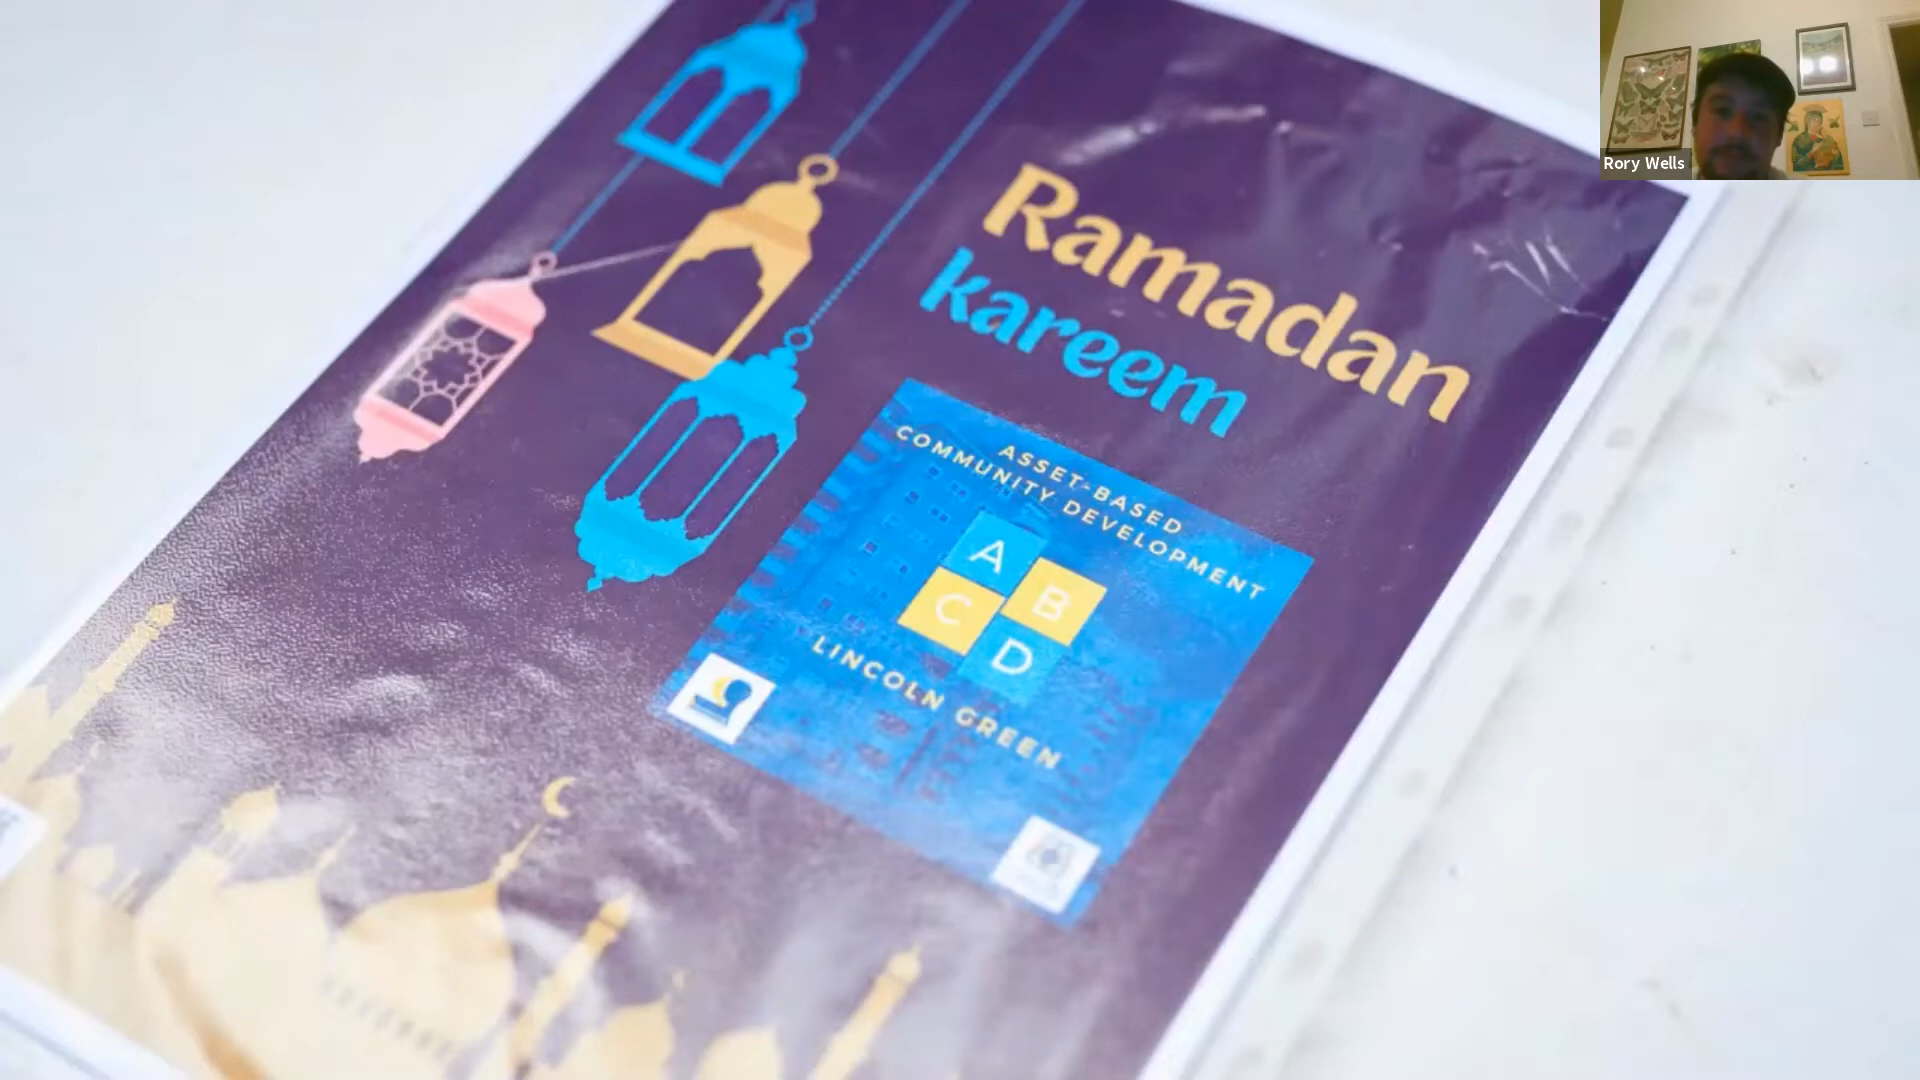 Ramadan
kareem
ASSET-BASED
COMMUNITY DEVELOPMENT
A
B
C
D
LINCOLN GREEN
Rory Wells